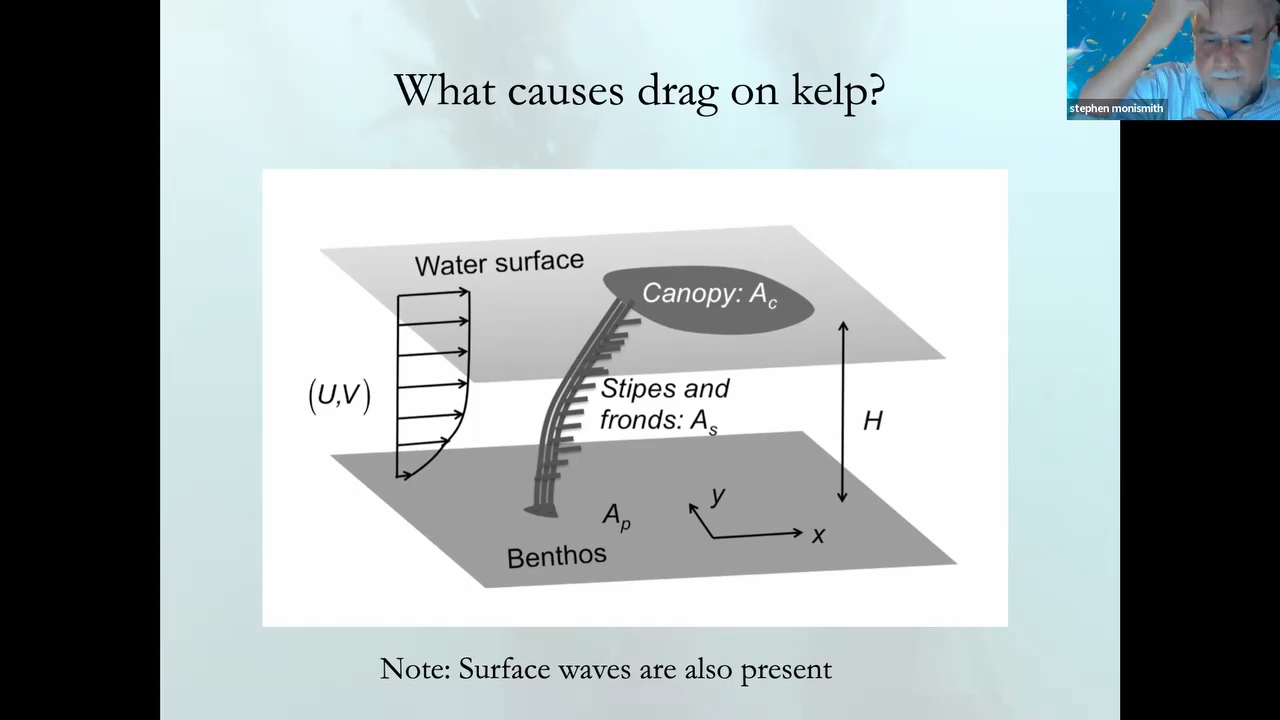 What causes drag on kelp?
stephen monismith
Water surface
Canopy: Ac
(U,V)
Stipes and
fronds: As
H
y
Ap
x
Benthos
Note: Surface waves are also present